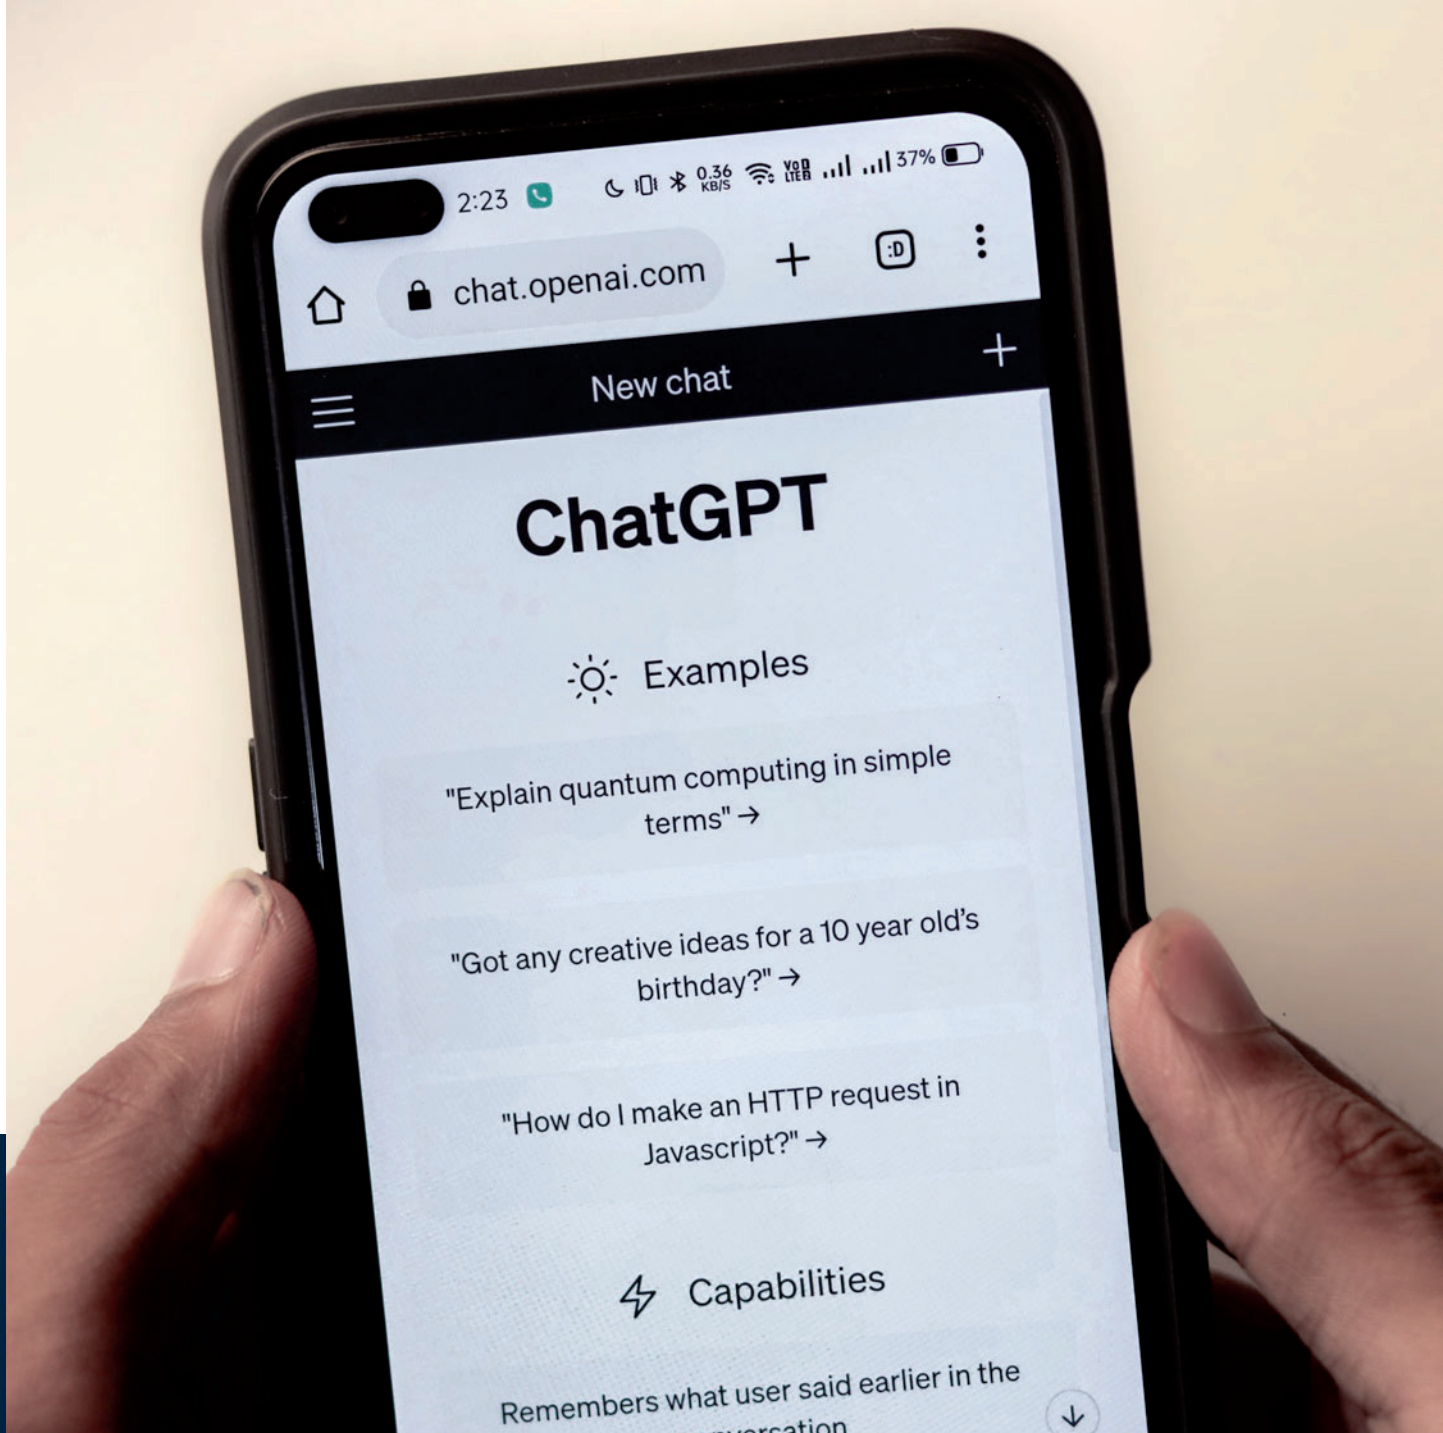 2:23 0.36 KB/S VoD LTE 37%
chat.openai.com :D
New chat
ChatGPT
Examples
"Explain quantum computing in simple
terms" →
"Got any creative ideas for a 10 year old's
birthday?" →
"How do I make an HTTP request in
Javascript?" →
Capabilities
Remembers what user said earlier in the